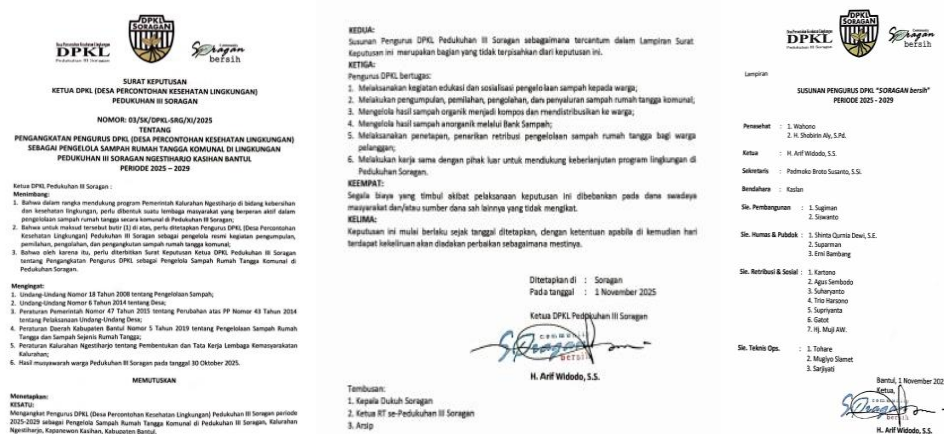 DPKL
Pedukuhan III Soragan
DPKL
SORAGAN
Soragan
bersih
SURAT KEPUTUSAN
KETUA DPKL (DESA PERCONTOHAN KESEHATAN LINGKUNGAN)
PEDUKUHAN III SORAGAN
NOMOR: 03/SK/DPKL-SRG/XI/2025
TENTANG
PENGANGKATAN PENGURUS DPKL (DESA PERCONTOHAN KESEHATAN LINGKUNGAN)
SEBAGAI PENGELOLA SAMPAH RUMAH TANGGA KOMUNAL DI LINGKUNGAN
PEDUKUHAN III SORAGAN NGESTIHARJO KASIHAN BANTUL
PERIODE 2025 – 2029
Ketua DPKL Pedukuhan III Soragan :
Menimbang:
1. Bahwa dalam rangka mendukung program Pemerintah Kalurahan Ngestiharjo di bidang kebersihan
dan kesehatan lingkungan, perlu dibentuk suatu lembaga masyarakat yang berperan aktif dalam
pengelolaan sampah rumah tangga secara komunal di Pedukuhan III Soragan;
2. Bahwa untuk maksud tersebut butir (1) di atas, perlu ditetapkan Pengurus DPKL (Desa Percontohan
Kesehatan Lingkungan) Pedukuhan III Soragan sebagai pengelola resmi kegiatan pengumpulan,
pemilahan, pengolahan, dan pengangkutan sampah rumah tangga komunal;
3. Bahwa oleh karena itu, perlu diterbitkan Surat Keputusan Ketua DPKL Pedukuhan III Soragan
tentang Pengangkatan Pengurus DPKL sebagai Pengelola Sampah Rumah Tangga Komunal di
Pedukuhan Soragan.
Mengingat:
1. Undang-Undang Nomor 18 Tahun 2008 tentang Pengelolaan Sampah;
2. Undang-Undang Nomor 6 Tahun 2014 tentang Desa;
3. Peraturan Pemerintah Nomor 47 Tahun 2015 tentang Perubahan atas PP Nomor 43 Tahun 2014
tentang Pelaksanaan Undang-Undang Desa;
4. Peraturan Daerah Kabupaten Bantul Nomor 5 Tahun 2019 tentang Pengelolaan Sampah Rumah
Tangga dan Sampah Sejenis Rumah Tangga;
5. Peraturan Kalurahan Ngestiharjo tentang Pembentukan dan Tata Kerja Lembaga Kemasyarakatan
Kalurahan;
6. Hasil musyawarah warga Pedukuhan III Soragan pada tanggal 30 Oktober 2025.
MEMUTUSKAN
Menetapkan:
KESATU:
Mengangkat Pengurus DPKL (Desa Percontohan Kesehatan Lingkungan) Pedukuhan III Soragan periode
2025-2029 sebagai Pengelola Sampah Rumah Tangga Komunal di Pedukuhan III Soragan, Kalurahan
Ngestiharjo, Kapanewon Kasihan, Kabupaten Bantul.
KEDUA:
Susunan Pengurus DPKL Pedukuhan III Soragan sebagaimana tercantum dalam Lampiran Surat
Keputusan ini merupakan bagian yang tidak terpisahkan dari keputusan ini.
KETIGA:
Pengurus DPKL bertugas:
1. Melaksanakan kegiatan edukasi dan sosialisasi pengelolaan sampah kepada warga;
2. Melakukan pengumpulan, pemilahan, pengolahan, dan penyaluran sampah rumah tangga komunal;
3. Mengelola hasil sampah organik menjadi kompos dan mendistribusikan ke warga;
4. Mengelola hasil sampah anorganik melalui Bank Sampah;
5. Melaksanakan penetapan, penarikan retribusi pengelolaan sampah rumah tangga bagi warga
pelanggan;
6. Melakukan kerja sama dengan pihak luar untuk mendukung keberlanjutan program lingkungan di
Pedukuhan Soragan.
KEEMPAT:
Segala biaya yang timbul akibat pelaksanaan keputusan ini dibebankan pada dana swadaya
masyarakat dan/atau sumber dana sah lainnya yang tidak mengikat.
KELIMA:
Keputusan ini mulai berlaku sejak tanggal ditetapkan, dengan ketentuan apabila di kemudian hari
terdapat kekeliruan akan diadakan perbaikan sebagaimana mestinya.
Ditetapkan di : Soragan
Pada tanggal : 1 November 2025
Ketua DPKL Pedukuhan III Soragan
community
Soragan
bersih
H. Arif Widodo, S.S.
Tembusan:
1. Kepala Dukuh Soragan
2. Ketua RT se-Pedukuhan III Soragan
3. Arsip
DPKL
Pedukuhan III Soragan
DPKL
SORAGAN
Soragan
bersih
Lampiran
SUSUNAN PENGURUS DPKL "SORAGAN bersih"
PERIODE 2025 - 2029
Penasehat : 1. Wahono
2. H. Shobirin Aly, S.Pd.
Ketua : H. Arif Widodo, S.S.
Sekretaris : Padmoko Broto Susanto, S.Si.
Bendahara : Kaslan
Sie. Pembangunan : 1. Sugiman
2. Siswanto
Sie. Humas & Pubdok : 1. Shinta Qurnia Dewi, S.E.
2. Suparman
3. Erni Bambang
Sie. Retribusi & Sosial : 1. Kartono
2. Agus Sembodo
3. Suheryanto
4. Trio Harsono
5. Supriyanta
6. Gatot
7. Hj. Muji AW.
Sie. Teknis Ops. : 1. Tohare
2. Mugiyo Slamet
3. Sarjiyati
Bantul, 1 November 202
Ketua,
Soragan
bersih
H. Arif Widodo, S.S.